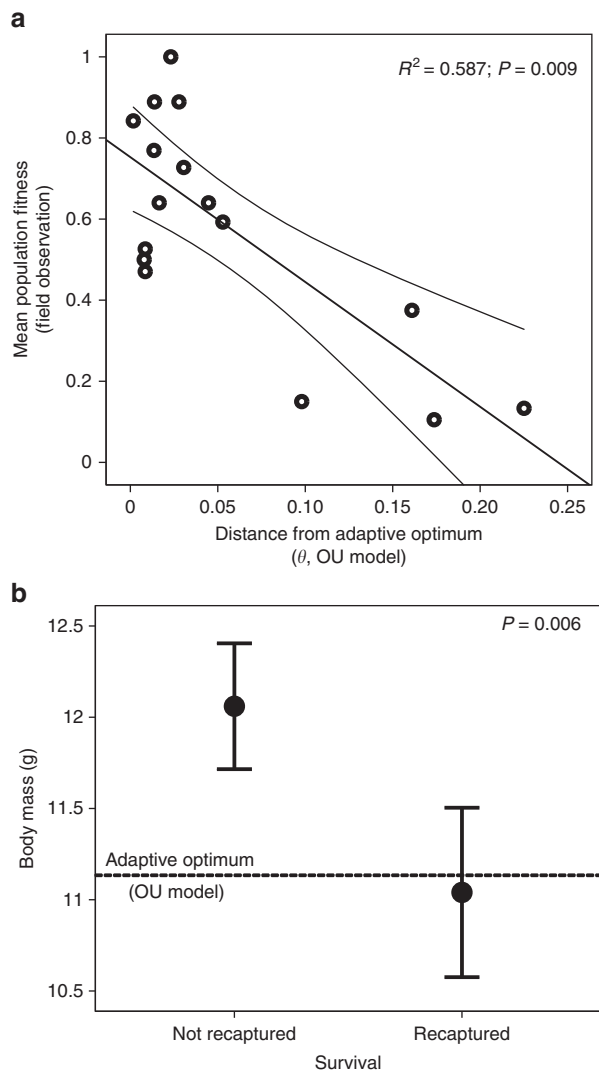 a
R² = 0.587; P = 0.009
Mean population fitness
(field observation)
1
0.8
0.6
0.4
0.2
0
0
0.05
0.10
0.15
0.20
0.25
Distance from adaptive optimum
(θ, OU model)
b
P = 0.006
Body mass (g)
12.5
12
11.5
11
10.5
Adaptive optimum
(OU model)
Not recaptured
Recaptured
Survival